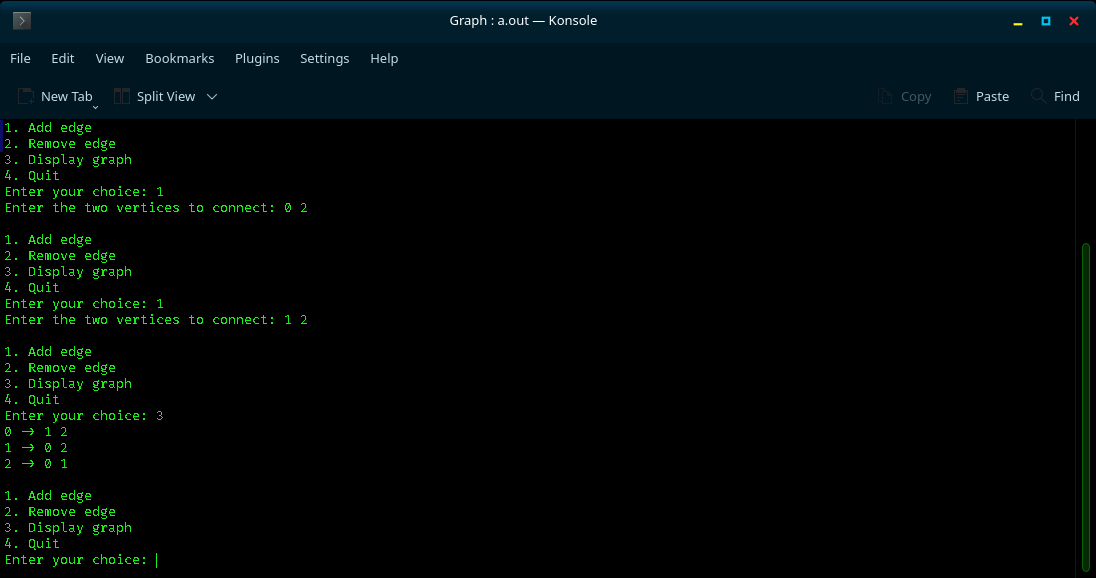 Graph : a.out — Konsole
File Edit View Bookmarks Plugins Settings Help
New Tab Split View Copy Paste Find
1. Add edge
2. Remove edge
3. Display graph
4. Quit
Enter your choice: 1
Enter the two vertices to connect: 0 2
1. Add edge
2. Remove edge
3. Display graph
4. Quit
Enter your choice: 1
Enter the two vertices to connect: 1 2
1. Add edge
2. Remove edge
3. Display graph
4. Quit
Enter your choice: 3
0 -> 1 2
1 -> 0 2
2 -> 0 1
1. Add edge
2. Remove edge
3. Display graph
4. Quit
Enter your choice: